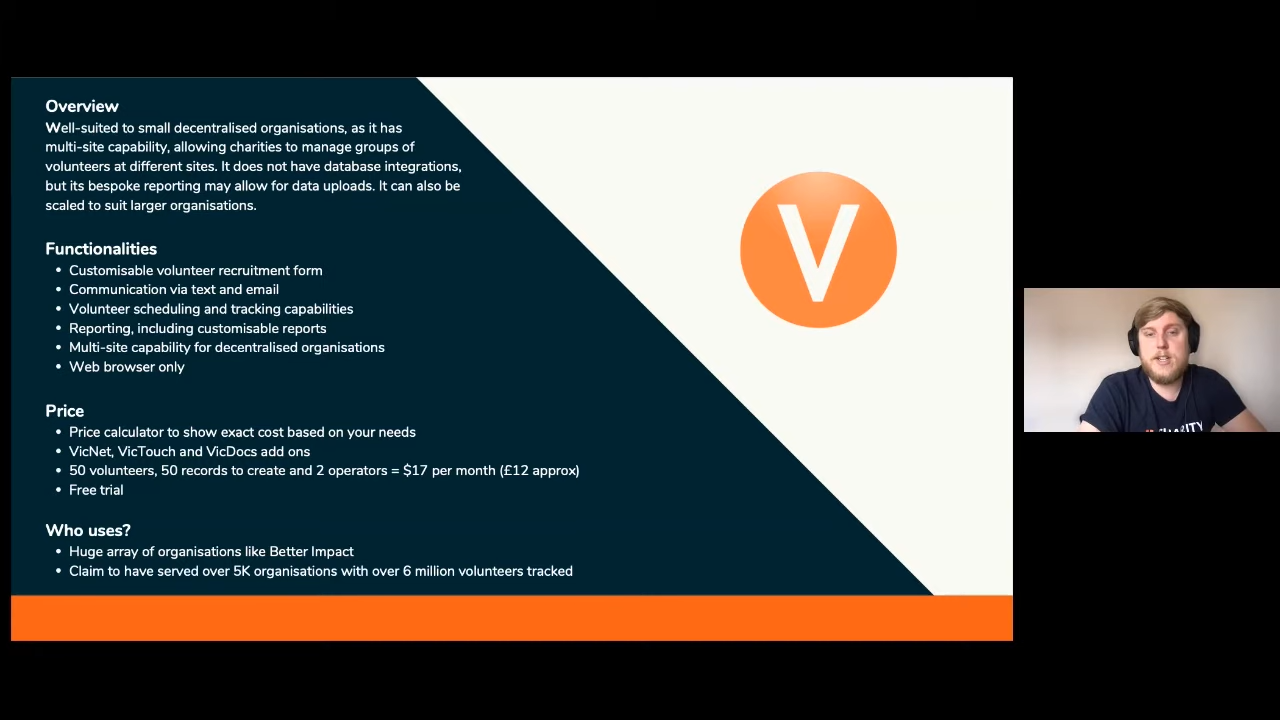 Overview
Well-suited to small decentralised organisations, as it has
multi-site capability, allowing charities to manage groups of
volunteers at different sites. It does not have database integrations,
but its bespoke reporting may allow for data uploads. It can also be
scaled to suit larger organisations.
Functionalities
• Customisable volunteer recruitment form
• Communication via text and email
• Volunteer scheduling and tracking capabilities
• Reporting, including customisable reports
• Multi-site capability for decentralised organisations
• Web browser only
Price
• Price calculator to show exact cost based on your needs
• VicNet, VicTouch and VicDocs add ons
• 50 volunteers, 50 records to create and 2 operators = $17 per month (£12 approx)
• Free trial
Who uses?
• Huge array of organisations like Better Impact
• Claim to have served over 5K organisations with over 6 million volunteers tracked
V